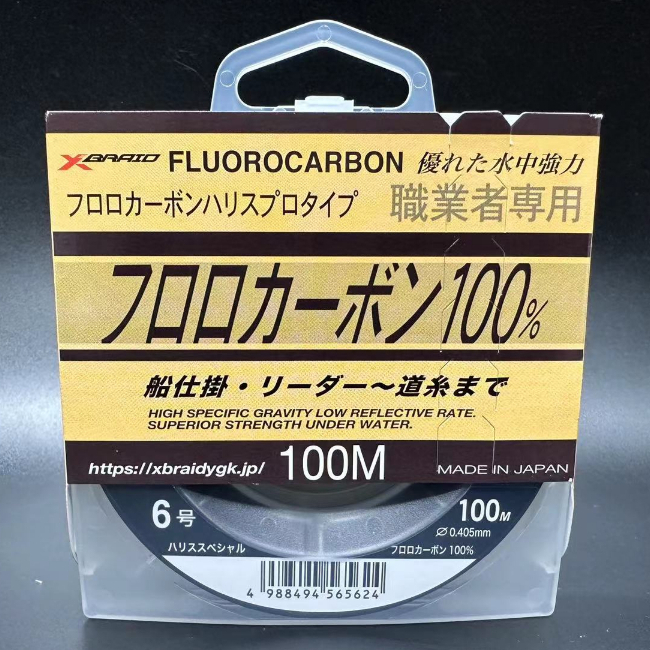 X-BRAID FLUOROCARBON 優れた水中強力
フロロカーボンハリスプロタイプ 職業者専用
フロロカーボン100%
船仕掛・リーダー～道糸まで
HIGH SPECIFIC GRAVITY LOW REFLECTIVE RATE.
SUPERIOR STRENGTH UNDER WATER.
https://xbraidygk.jp/ 100M MADE IN JAPAN
6号 100M
∅0.405mm
ハリススペシャル フロロカーボン 100%
4 988494 565624